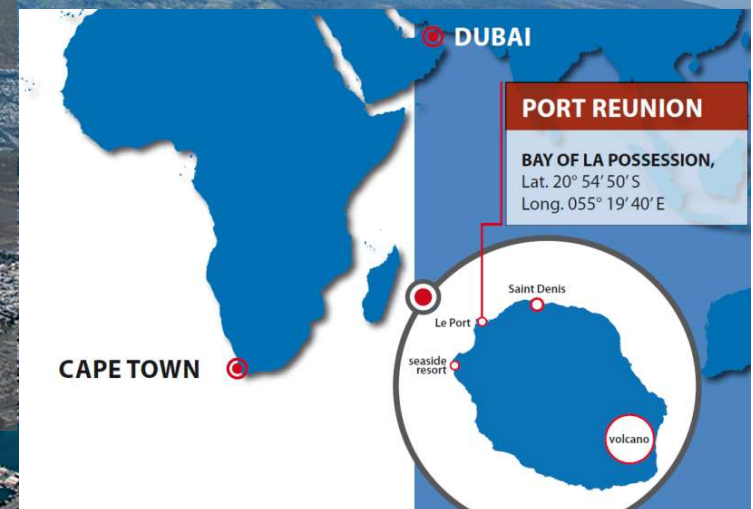 DUBAI
PORT REUNION
BAY OF LA POSSESSION,
Lat. 20° 54' 50' S
Long. 055° 19' 40' E
Saint Denis
Le Port
seaside
resort
CAPE TOWN
volcano